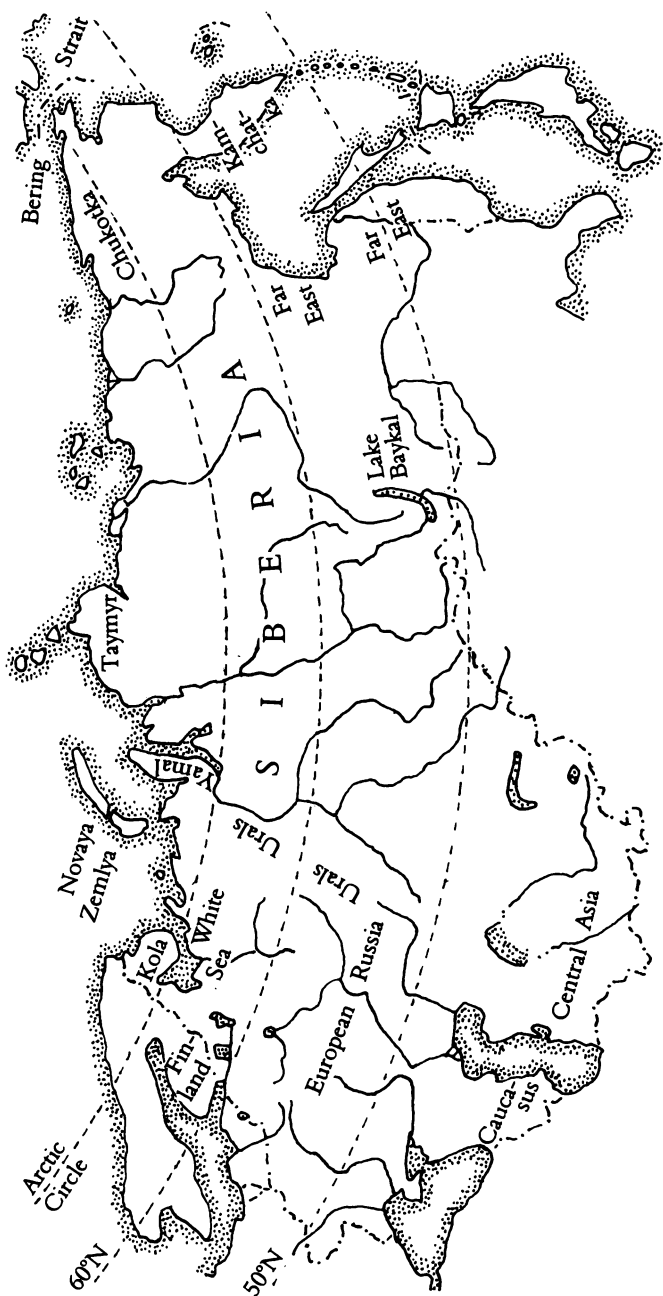 Bering
Strait
Chukotka
Kam
chat-
ka
Far
East
Far
East
Lake
Baykal
SIBERIA
Taymyr
Yamal
Novaya
Zemlya
Urals
Urals
White
Sea
Kola
Fin-
land
European
Russia
Central
Asia
Cauca-
sus
Arctic
Circle
60°N
50°N